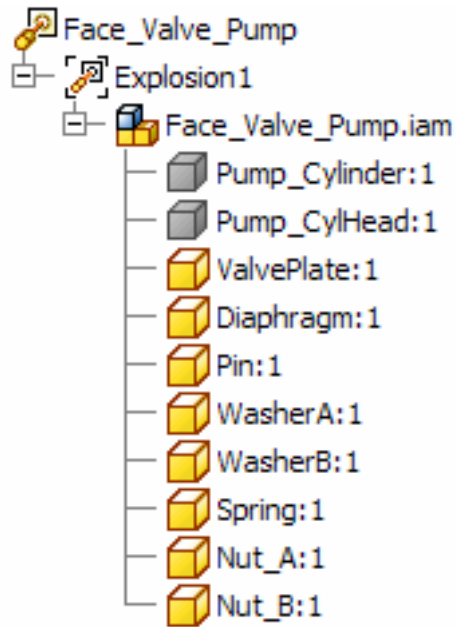 Face_Valve_Pump
Explosion1
Face_Valve_Pump.iam
Pump_Cylinder:1
Pump_CylHead:1
ValvePlate:1
Diaphragm:1
Pin:1
WasherA:1
WasherB:1
Spring:1
Nut_A:1
Nut_B:1